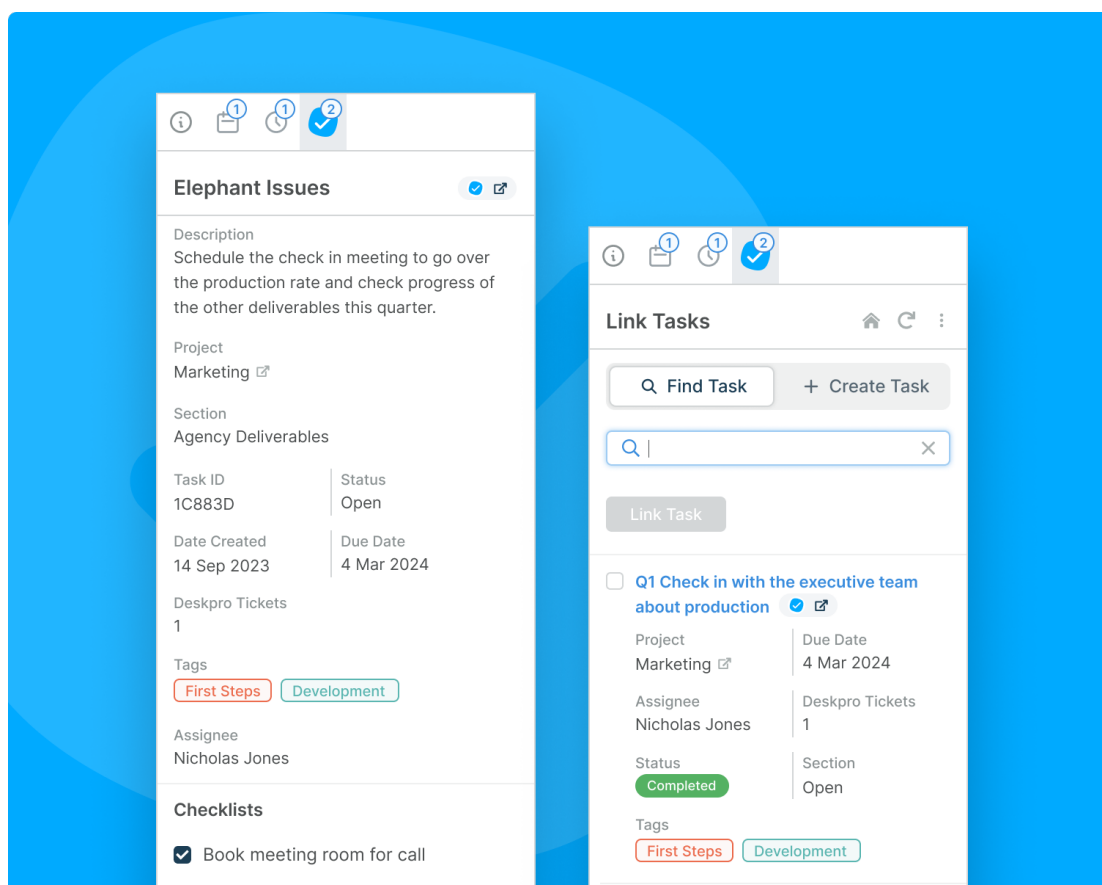 1 1 2
Elephant Issues
Description
Schedule the check in meeting to go over
the production rate and check progress of
the other deliverables this quarter.
Project
Marketing
Section
Agency Deliverables
Task ID Status
1C883D Open
Date Created Due Date
14 Sep 2023 4 Mar 2024
Deskpro Tickets
1
Tags
First Steps Development
Assignee
Nicholas Jones
Checklists
Book meeting room for call
1 1 2
Link Tasks
Find Task + Create Task
Link Task
Q1 Check in with the executive team
about production
Project Due Date
Marketing 4 Mar 2024
Assignee Deskpro Tickets
Nicholas Jones 1
Status Section
Completed Open
Tags
First Steps Development